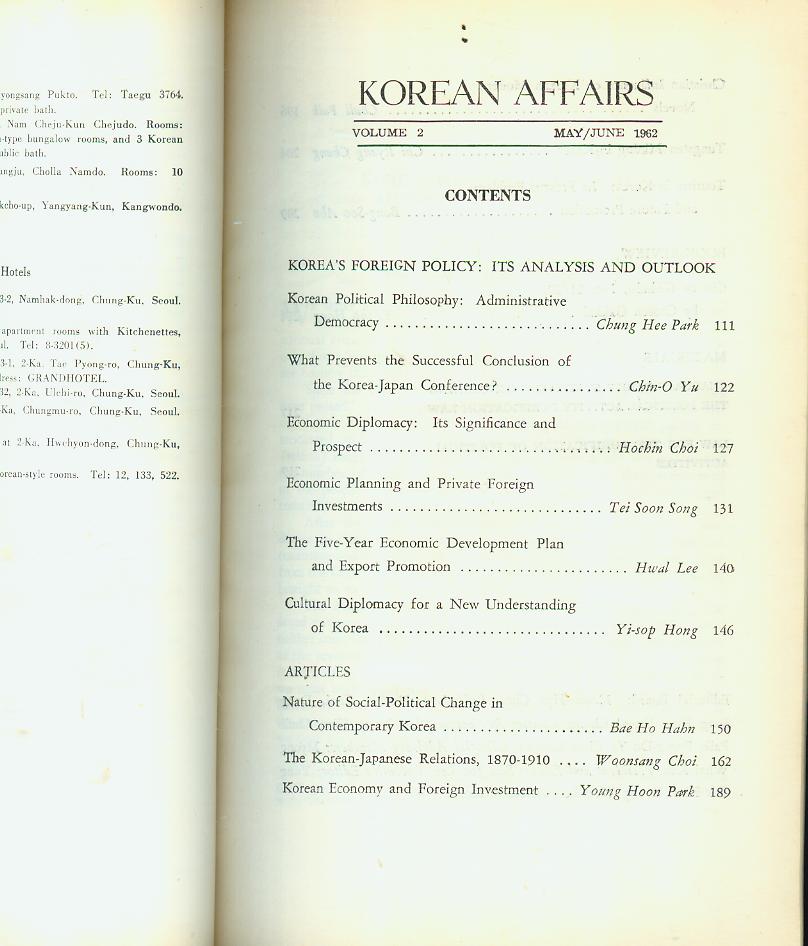 yongsang Pukto. Tel: Taegu 3764.
private bath.
Nam Cheju-Kun Chejudo. Rooms:
-type bungalow rooms, and 3 Korean
ublic bath.
ungju, Cholla Namdo. Rooms: 10
kcho-up, Yangyang-Kun, Kangwondo.
Hotels
3-2, Namhak-dong, Chung-Ku, Seoul.
apartment rooms with Kitchenettes,
ul. Tel: 8-3201(5).
3-1, 2-Ka, Tae Pyong-ro, Chung-Ku,
dress: GRANDHOTEL.
32, 2-Ka, Ulchi-ro, Chung-Ku, Seoul.
-Ka, Chungmu-ro, Chung-Ku, Seoul.
at 2-Ka, Hwehyon-dong, Chung-Ku,
orean-style rooms. Tel: 12, 133, 522.
KOREAN AFFAIRS
VOLUME 2 MAY/JUNE 1962
CONTENTS
KOREA'S FOREIGN POLICY: ITS ANALYSIS AND OUTLOOK
Korean Political Philosophy: Administrative
Democracy ............................ Chung Hee Park 111
What Prevents the Successful Conclusion of
the Korea-Japan Conference? ................ Chin-O Yu 122
Economic Diplomacy: Its Significance and
Prospect ................................. Hochin Choi 127
Economic Planning and Private Foreign
Investments ............................. Tei Soon Song 131
The Five-Year Economic Development Plan
and Export Promotion ....................... Hwal Lee 140
Cultural Diplomacy for a New Understanding
of Korea ............................... Yi-sop Hong 146
ARTICLES
Nature of Social-Political Change in
Contemporary Korea ...................... Bae Ho Hahn 150
The Korean-Japanese Relations, 1870-1910 .... Woonsang Choi 162
Korean Economy and Foreign Investment .... Young Hoon Park 189